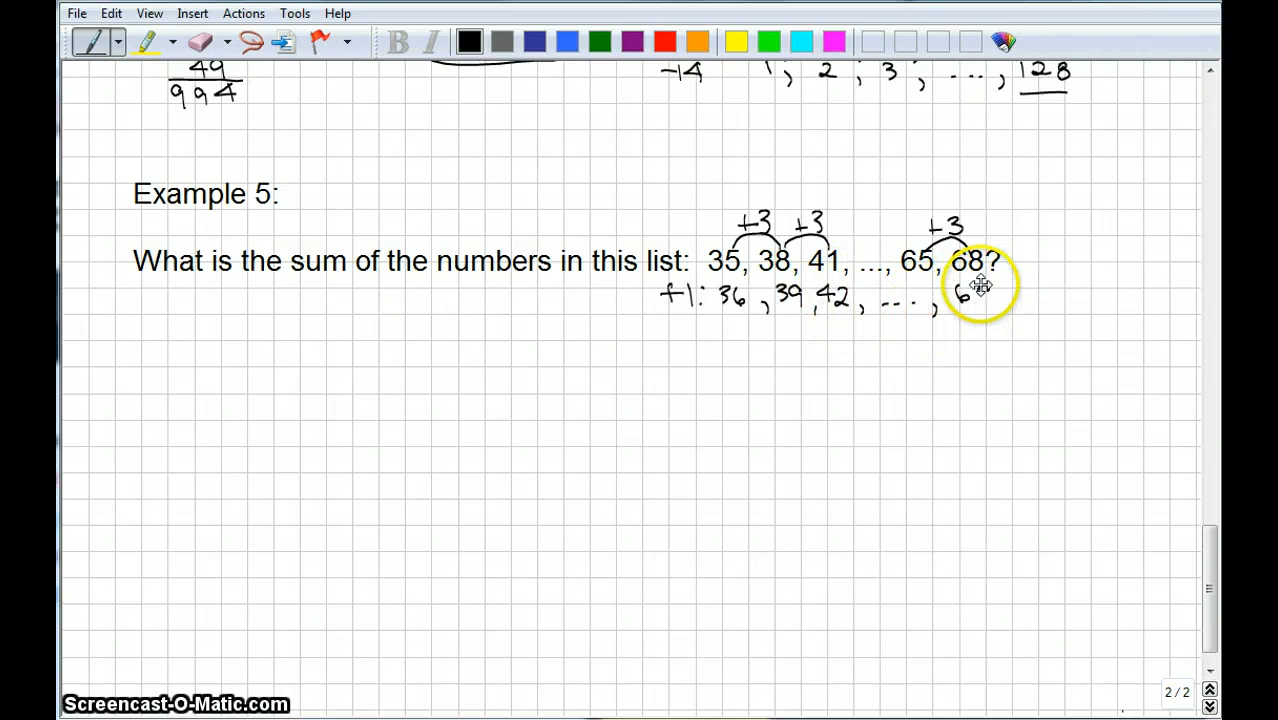 File Edit View Insert Actions Tools Help
B I
49
994
-14 1, 2, 3, ..., 128
Example 5:
+3 +3 +3
What is the sum of the numbers in this list: 35, 38, 41, ..., 65, 68?
+1: 36, 39, 42, ..., 6
2/2
Screencast-O-Matic.com